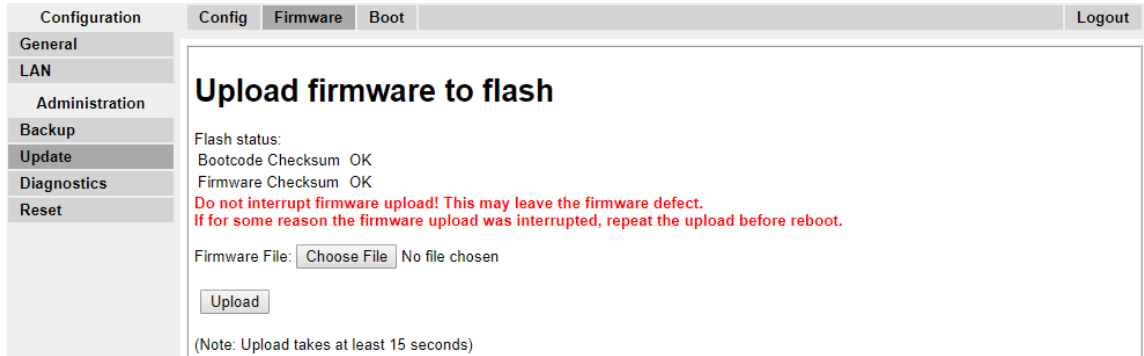 Configuration
General
LAN
Administration
Backup
Update
Diagnostics
Reset
Config Firmware Boot Logout
Upload firmware to flash
Flash status:
Bootcode Checksum OK
Firmware Checksum OK
Do not interrupt firmware upload! This may leave the firmware defect.
If for some reason the firmware upload was interrupted, repeat the upload before reboot.
Firmware File: Choose File No file chosen
Upload
(Note: Upload takes at least 15 seconds)